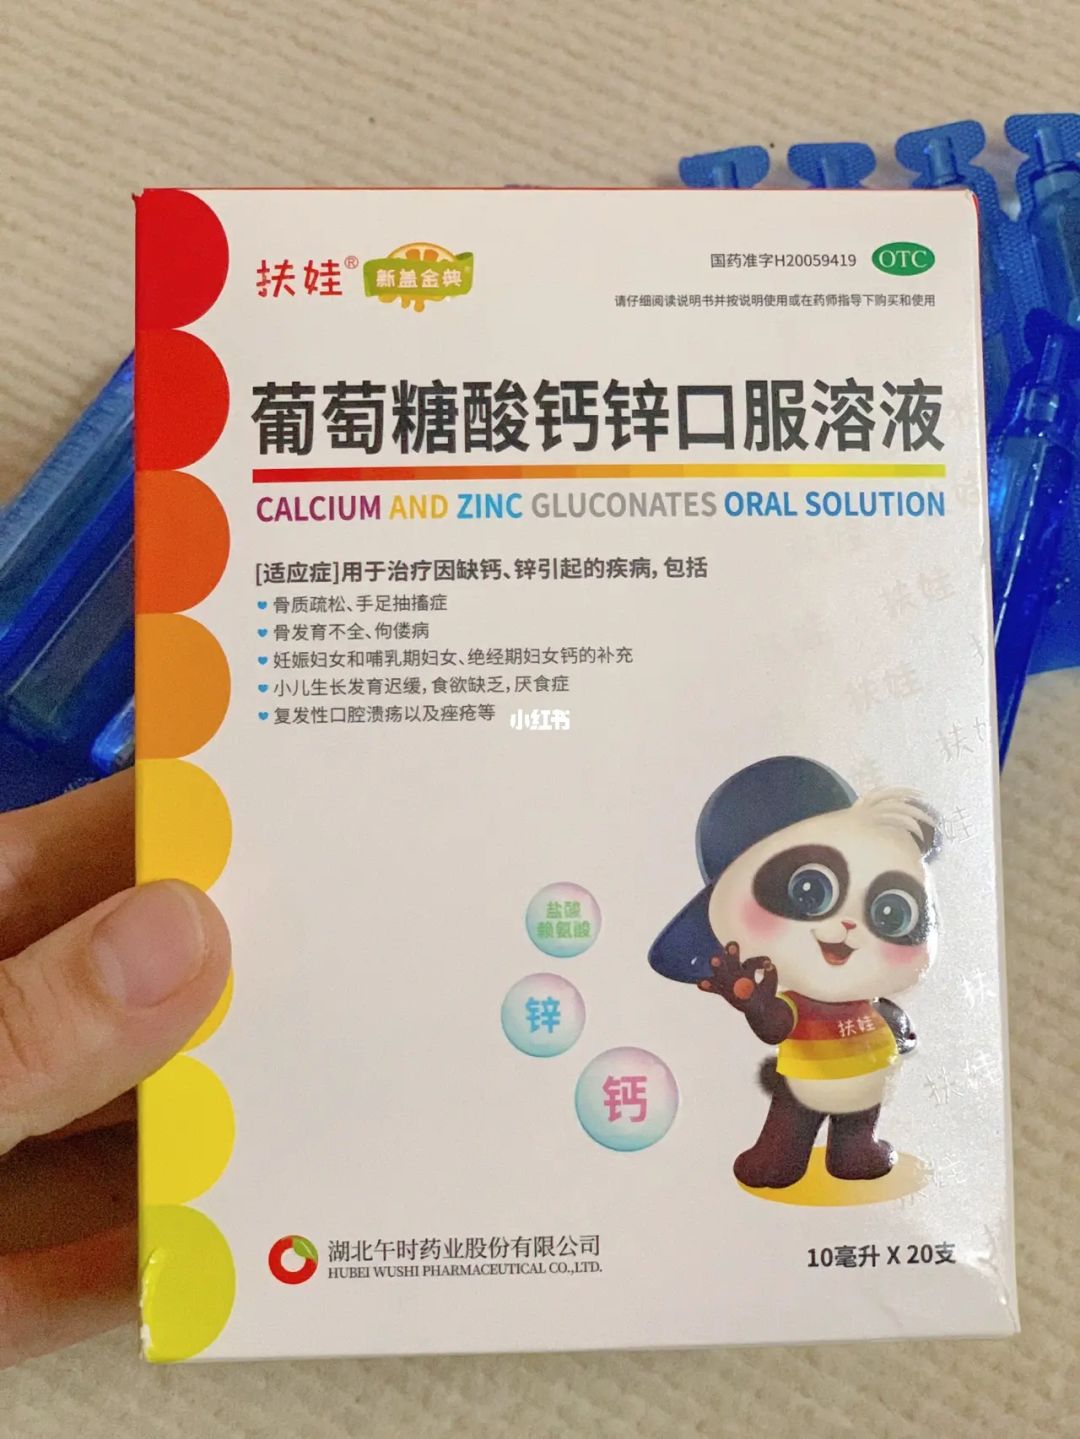 扶娃®
新盖金典®
国药准字H20059419 OTC
请仔细阅读说明书并按说明使用或在药师指导下购买和使用
葡萄糖酸钙锌口服溶液
CALCIUM AND ZINC GLUCONATES ORAL SOLUTION
[适应症]用于治疗因缺钙、锌引起的疾病,包括
骨质疏松、手足抽搐症
骨发育不全、佝偻病
妊娠妇女和哺乳期妇女、绝经期妇女钙的补充
小儿生长发育迟缓,食欲缺乏,厌食症
复发性口腔溃疡以及痤疮等
小红书
盐酸
赖氨酸
锌
钙
扶娃
扶娃
扶娃
扶娃
湖北午时药业股份有限公司
HUBEI WUSHI PHARMACEUTICAL CO.,LTD.
10毫升 X 20支